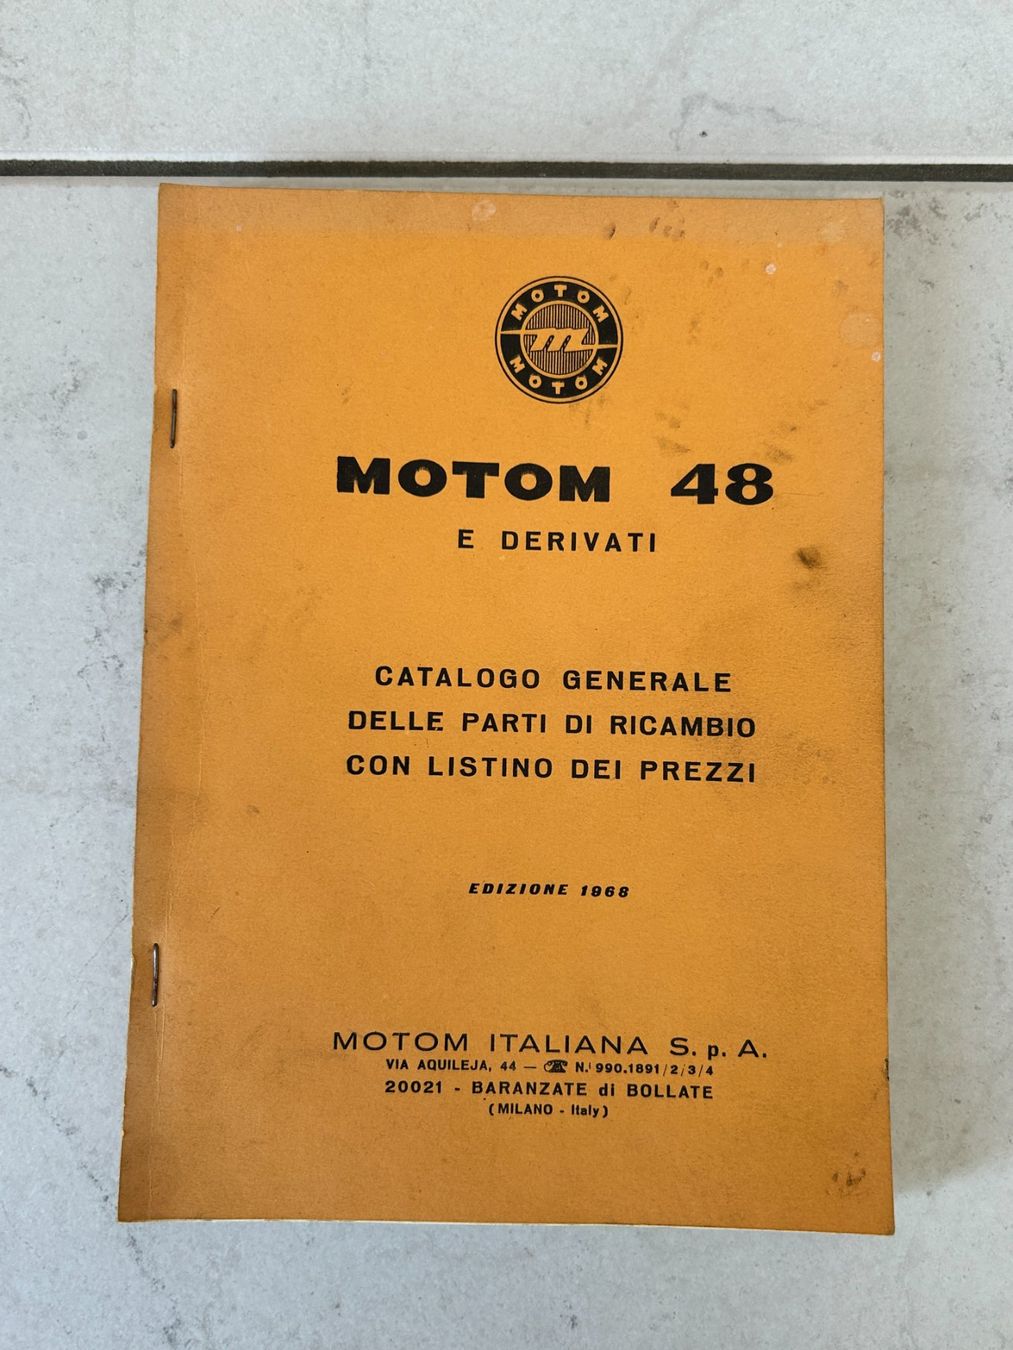 MOTOM
m
MOTOM
MOTOM 48
E DERIVATI
CATALOGO GENERALE
DELLE PARTI DI RICAMBIO
CON LISTINO DEI PREZZI
EDIZIONE 1968
MOTOM ITALIANA S. p. A.
VIA AQUILEJA, 44 — ☎ N. 990.1891/2/3/4
20021 - BARANZATE di BOLLATE
(MILANO - Italy)